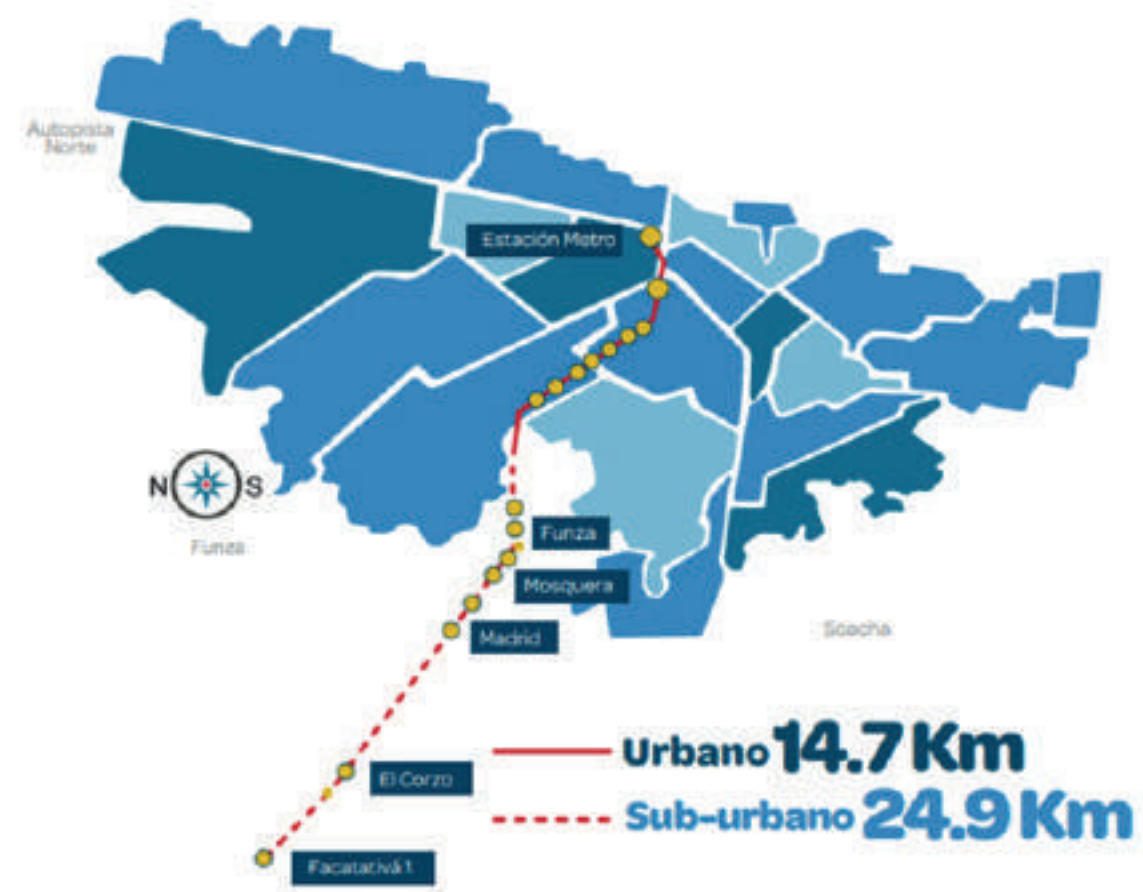 Autopista
Norte
Estación Metro
N S
Funza
Funza
Mosquera
Madrid
Soacha
El Corzo
Facatativá 1
Urbano 14.7 Km
Sub-urbano 24.9 Km